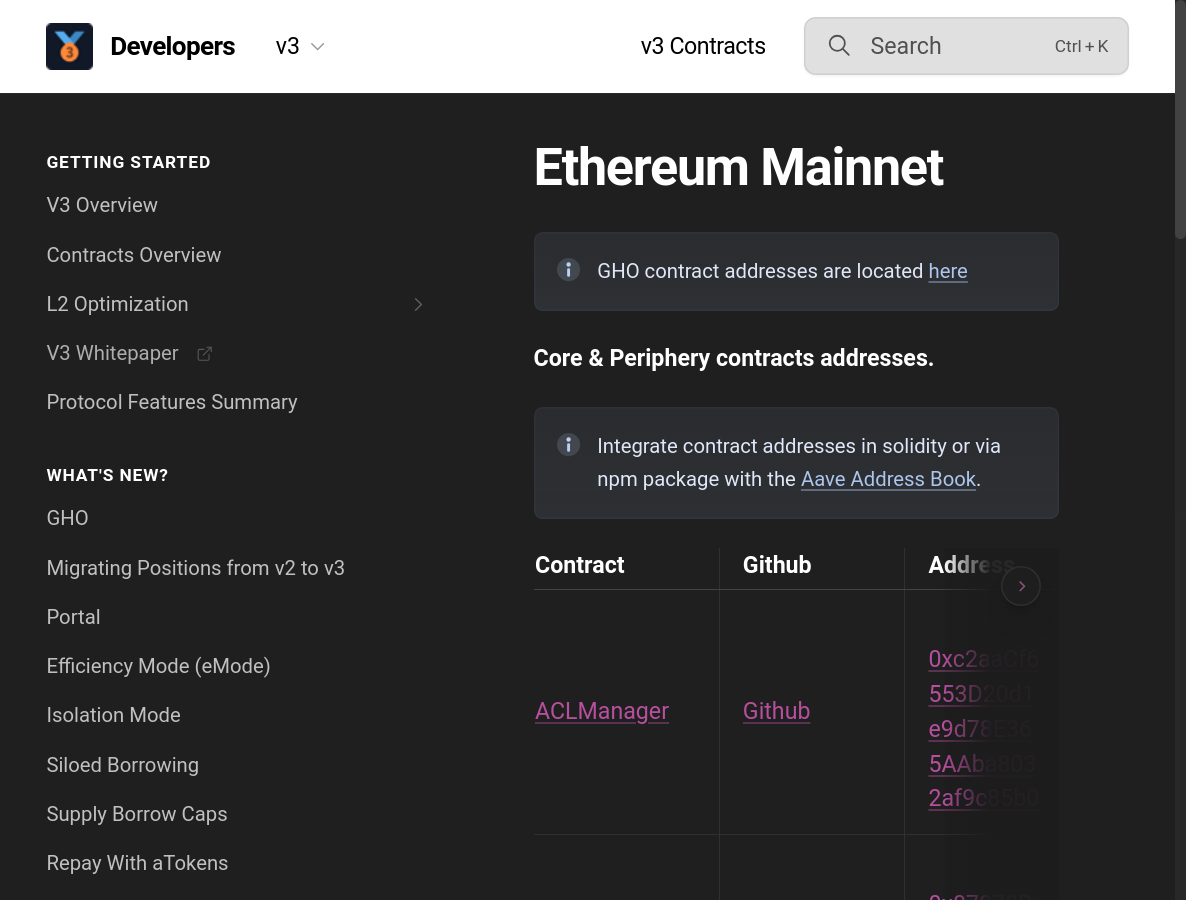 Developers
v3
v3 Contracts
Search
Ctrl + K
GETTING STARTED
V3 Overview
Contracts Overview
L2 Optimization
V3 Whitepaper
Protocol Features Summary
WHAT'S NEW?
GHO
Migrating Positions from v2 to v3
Portal
Efficiency Mode (eMode)
Isolation Mode
Siloed Borrowing
Supply Borrow Caps
Repay With aTokens
Ethereum Mainnet
GHO contract addresses are located here
Core & Periphery contracts addresses.
Integrate contract addresses in solidity or via
npm package with the Aave Address Book.
Contract
Github
Address
ACLManager
Github
0xc2aaCf6
553D20d1
e9d78E36
5AAba803
2af9c85b0